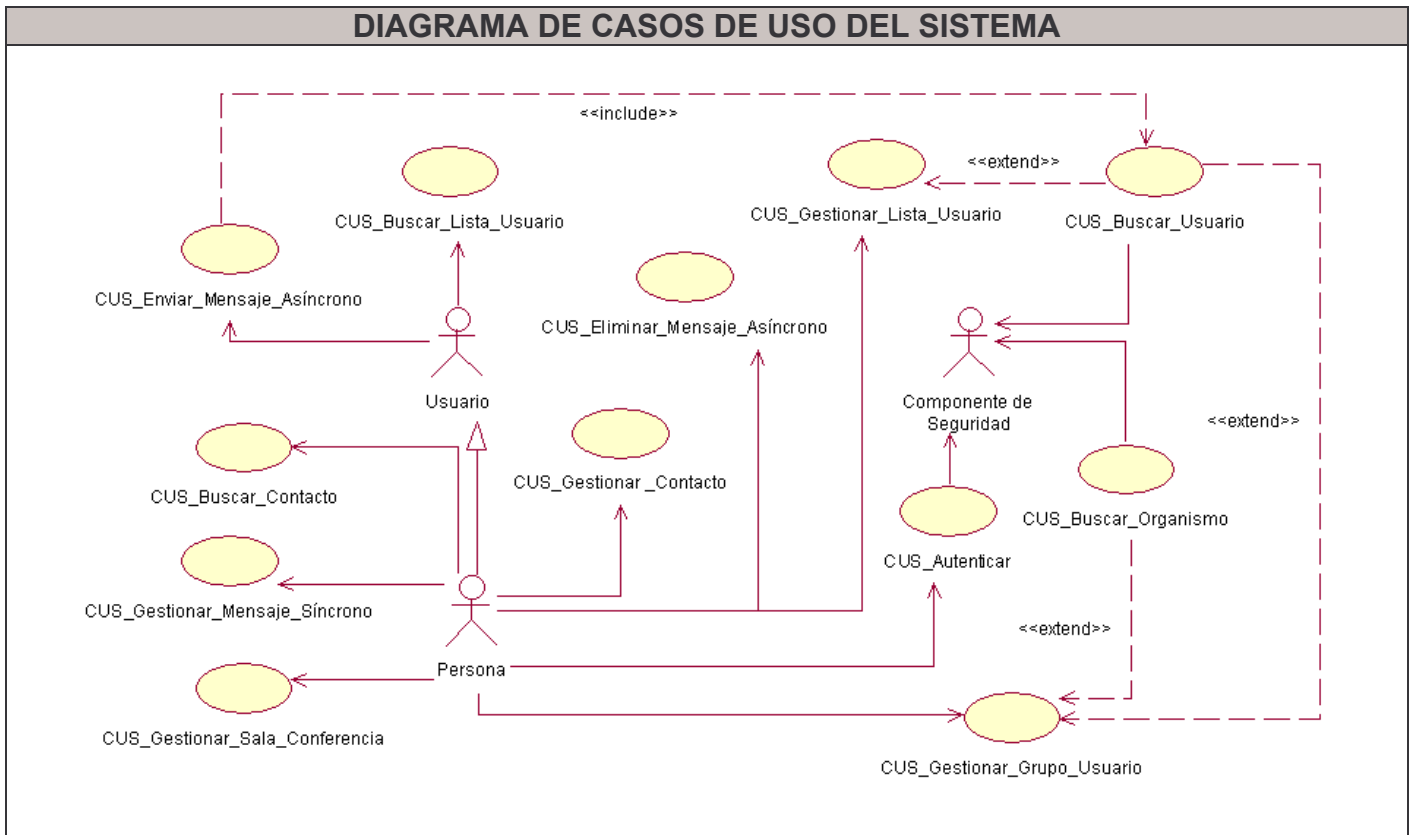 DIAGRAMA DE CASOS DE USO DEL SISTEMA
<<include>>
<<extend>>
CUS_Buscar_Lista_Usuario
CUS_Gestionar_Lista_Usuario
CUS_Buscar_Usuario
CUS_Enviar_Mensaje_Asíncrono
CUS_Eliminar_Mensaje_Asíncrono
Usuario
Componente de
Seguridad
<<extend>>
CUS_Buscar_Contacto
CUS_Gestionar _Contacto
CUS_Buscar_Organismo
CUS_Autenticar
CUS_Gestionar_Mensaje_Síncrono
<<extend>>
Persona
CUS_Gestionar_Sala_Conferencia
CUS_Gestionar_Grupo_Usuario